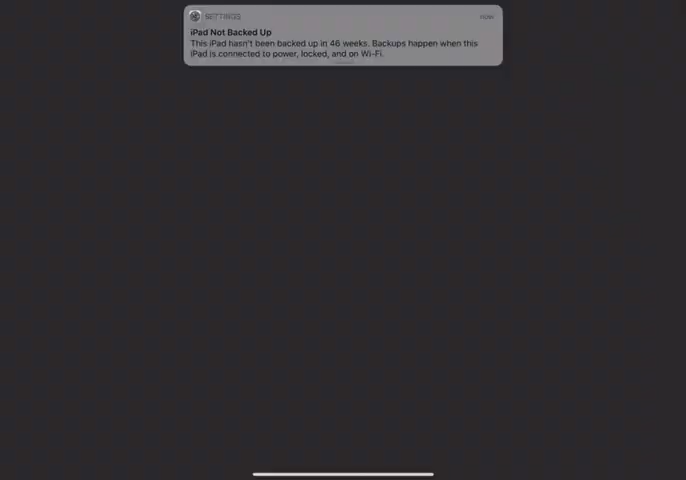 SETTINGS
now
iPad Not Backed Up
This iPad hasn't been backed up in 46 weeks. Backups happen when this
iPad is connected to power, locked, and on Wi-Fi.